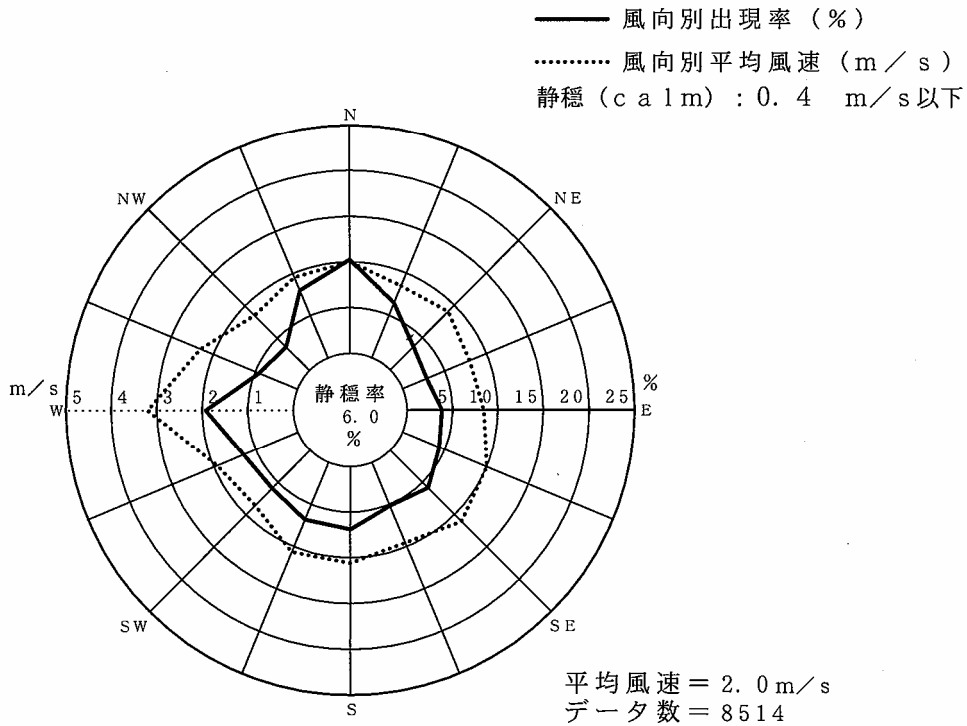 風向別出現率(%)
風向別平均風速(m/s)
静穏(calm):0.4 m/s以下
N
NW
NE
m/s
5 4 3 2 1
静穏率
6.0
%
5 10 15 20 25
%
W
E
SW
SE
S
平均風速=2.0m/s
データ数=8514